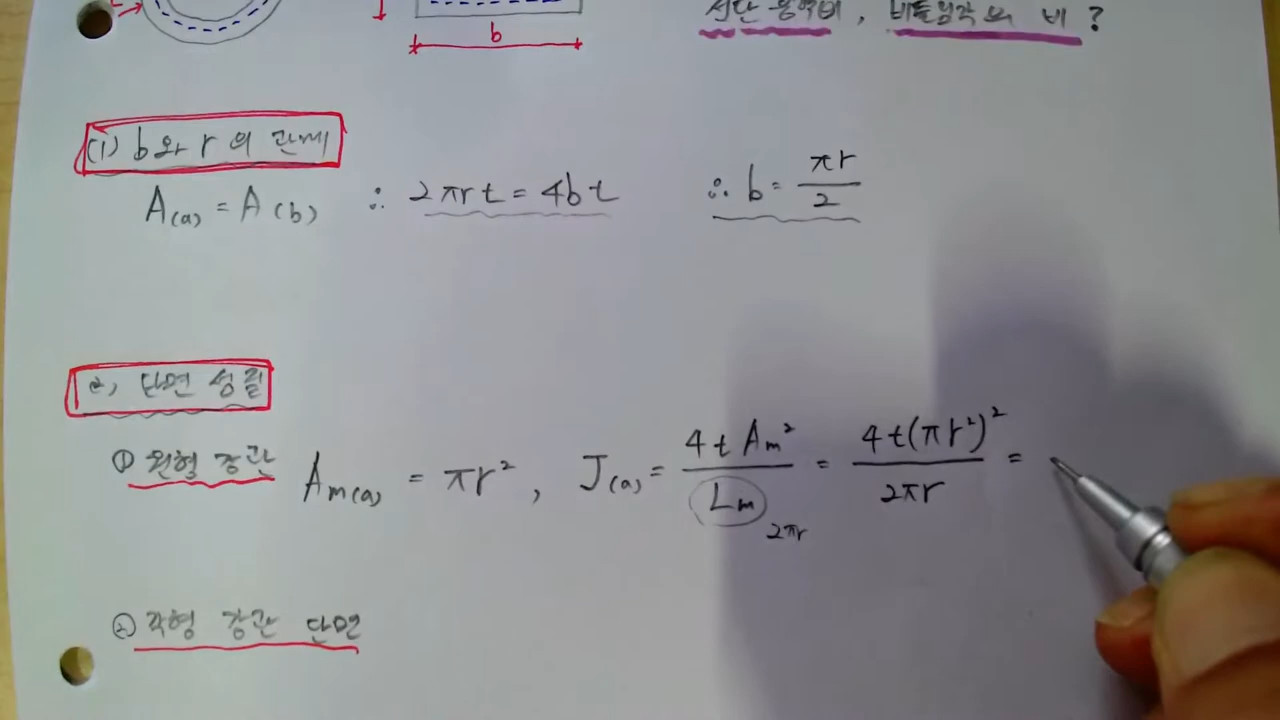 b
전단응력비, 비틀림각의 비?
(1) b와 r의 관계
A(a) = A(b) ∴ 2πrt = 4bt ∴ b = πr/2
(2) 단면 성질
① 원형 강관 Am(a) = πr², J(a) = 4tAm²/Lm = 4t(πr²)²/2πr =
2πr
② 각형 강관 단면